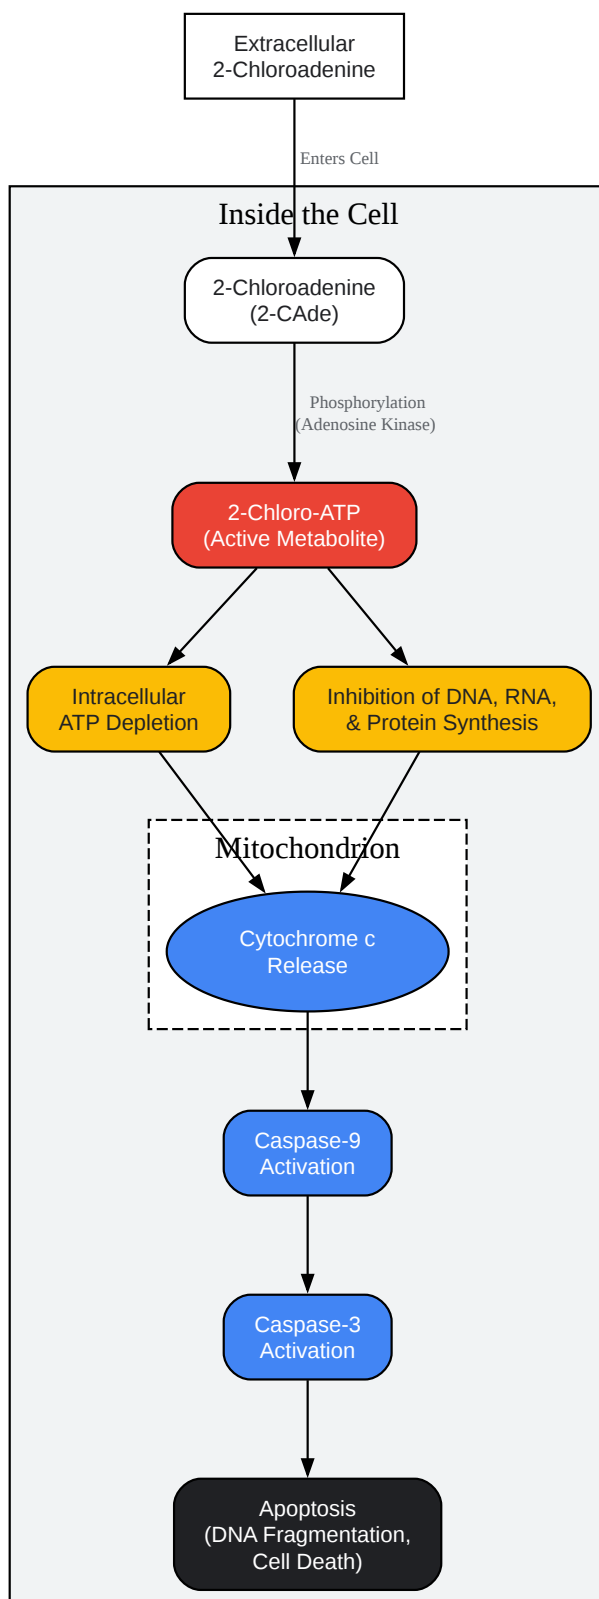 Extracellular
2-Chloroadenine
Enters Cell
Inside the Cell
2-Chloroadenine
(2-CAde)
Phosphorylation
(Adenosine Kinase)
2-Chloro-ATP
(Active Metabolite)
Intracellular
ATP Depletion
Inhibition of DNA, RNA,
& Protein Synthesis
Mitochondrion
Cytochrome c
Release
Caspase-9
Activation
Caspase-3
Activation
Apoptosis
(DNA Fragmentation,
Cell Death)